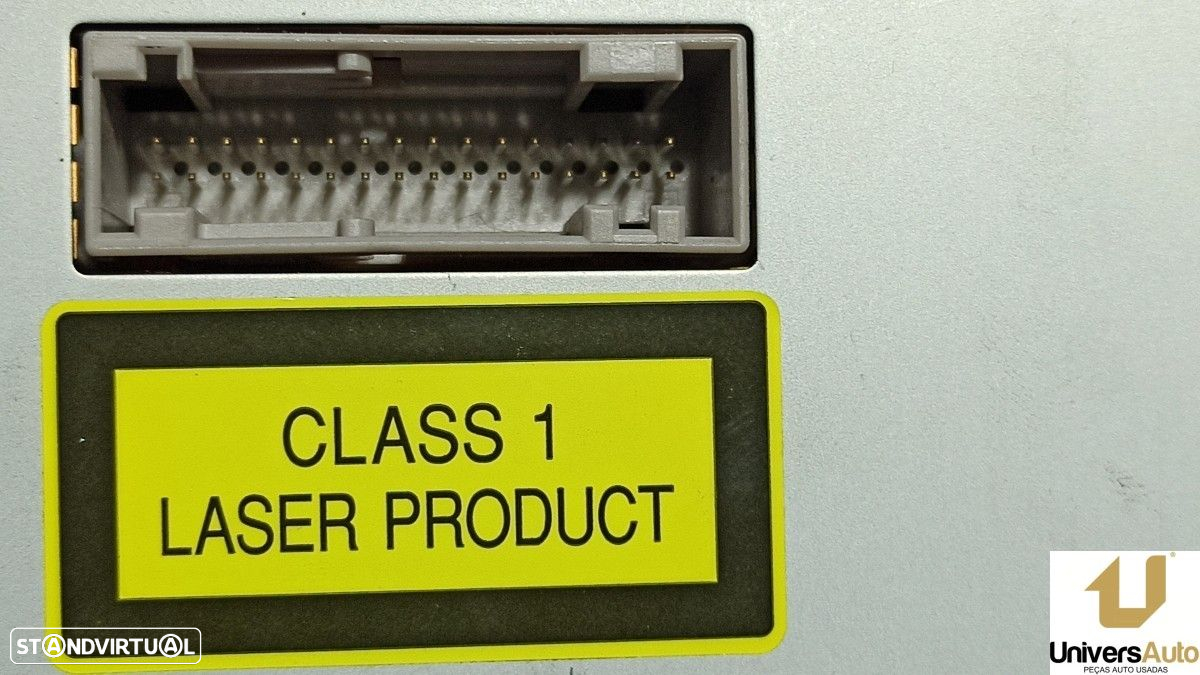 CLASS 1
LASER PRODUCT
STANDVIRTUAL
UniversAuto
PEÇAS AUTO USADAS